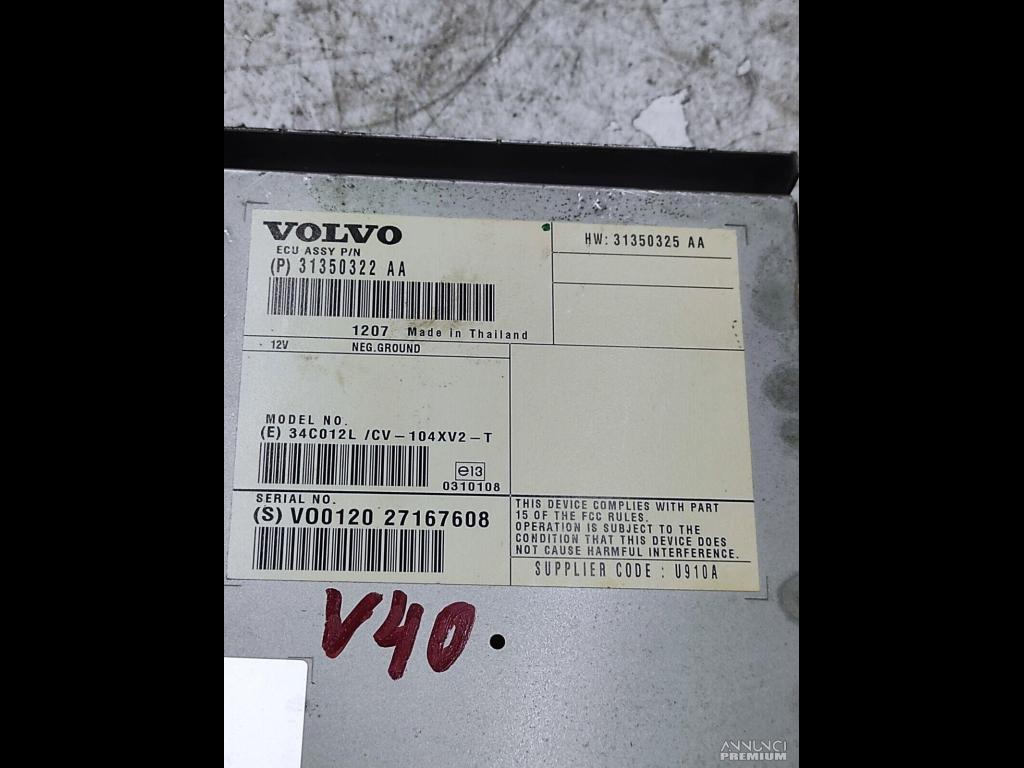 VOLVO
ECU ASSY P/N
(P) 31350322 AA
HW: 31350325 AA
1207 Made in Thailand
12V NEG.GROUND
MODEL NO.
(E) 34C012L /CV-104XV2-T
e13
0310108
SERIAL NO.
(S) VO0120 27167608
THIS DEVICE COMPLIES WITH PART
15 OF THE FCC RULES.
OPERATION IS SUBJECT TO THE
CONDITION THAT THIS DEVICE DOES
NOT CAUSE HARMFUL INTERFERENCE.
SUPPLIER CODE : U910A
V40.
ANNUNCI
PREMIUM